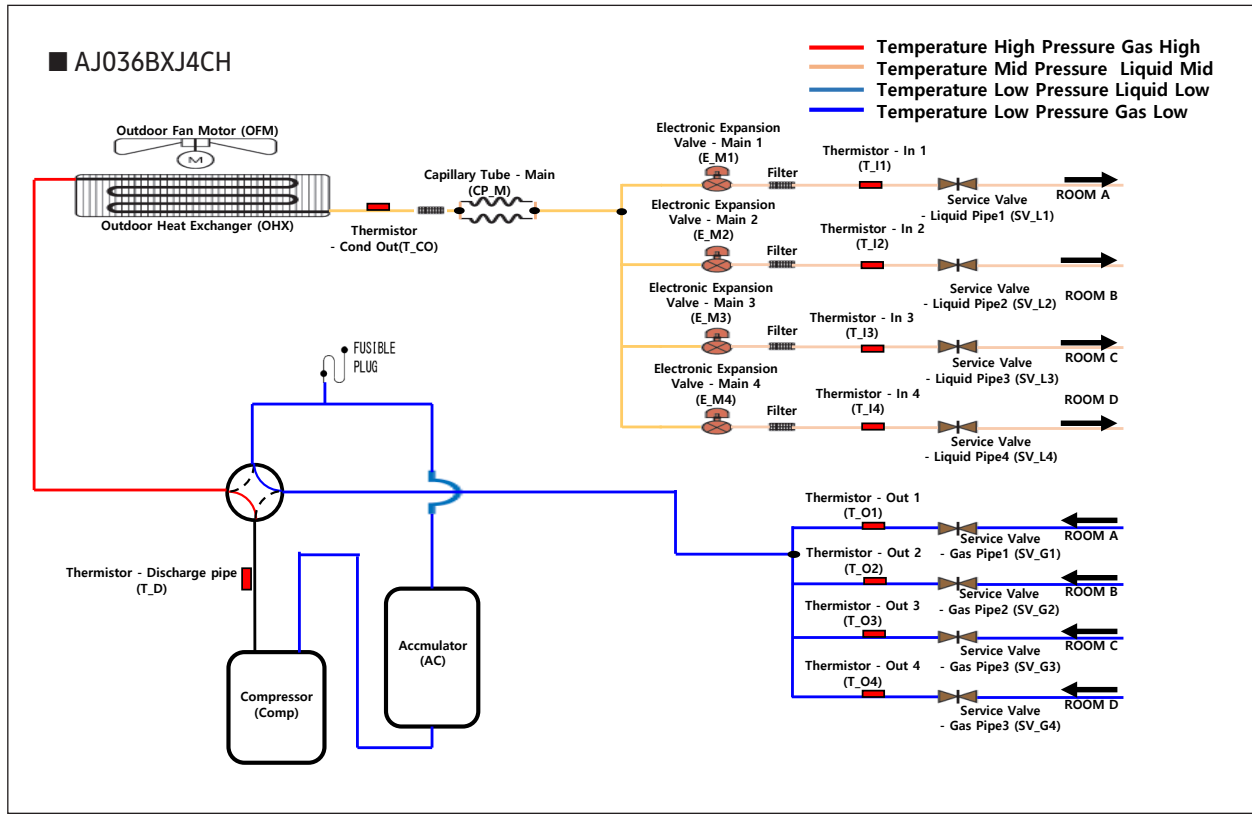 ■ AJ036BXJ4CH
Temperature High Pressure Gas High
Temperature Mid Pressure Liquid Mid
Temperature Low Pressure Liquid Low
Temperature Low Pressure Gas Low
Outdoor Fan Motor (OFM)
M
Outdoor Heat Exchanger (OHX)
Thermistor
- Cond Out(T_CO)
Capillary Tube - Main
(CP_M)
Electronic Expansion
Valve - Main 1
(E_M1)
Filter
Thermistor - In 1
(T_I1)
Service Valve
- Liquid Pipe1 (SV_L1)
ROOM A
Electronic Expansion
Valve - Main 2
(E_M2)
Filter
Thermistor - In 2
(T_I2)
Service Valve
- Liquid Pipe2 (SV_L2)
ROOM B
Electronic Expansion
Valve - Main 3
(E_M3)
Filter
Thermistor - In 3
(T_I3)
Service Valve
- Liquid Pipe3 (SV_L3)
ROOM C
Electronic Expansion
Valve - Main 4
(E_M4)
Filter
Thermistor - In 4
(T_I4)
Service Valve
- Liquid Pipe4 (SV_L4)
ROOM D
FUSIBLE
PLUG
Thermistor - Discharge pipe
(T_D)
Compressor
(Comp)
Accmulator
(AC)
Thermistor - Out 1
(T_O1)
Service Valve
- Gas Pipe1 (SV_G1)
ROOM A
Thermistor - Out 2
(T_O2)
Service Valve
- Gas Pipe2 (SV_G2)
ROOM B
Thermistor - Out 3
(T_O3)
Service Valve
- Gas Pipe3 (SV_G3)
ROOM C
Thermistor - Out 4
(T_O4)
Service Valve
- Gas Pipe3 (SV_G4)
ROOM D